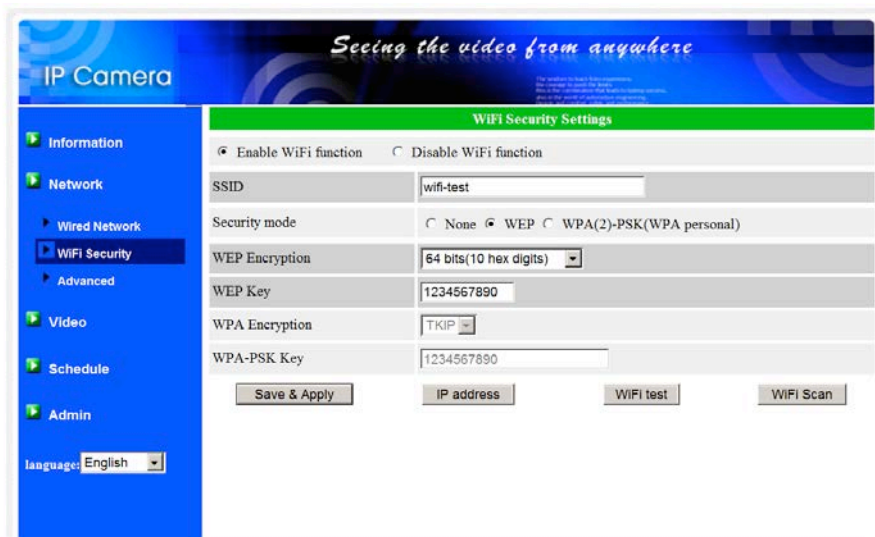 Seeing the video from anywhere
IP Camera
WiFi Security Settings
Information
Network
Wired Network
WiFi Security
Advanced
Video
Schedule
Admin
language: English
Enable WiFi function Disable WiFi function
SSID wifi-test
Security mode None WEP WPA(2)-PSK(WPA personal)
WEP Encryption 64 bits(10 hex digits)
WEP Key 1234567890
WPA Encryption TKIP
WPA-PSK Key 1234567890
Save & Apply IP address WiFi test WiFi Scan